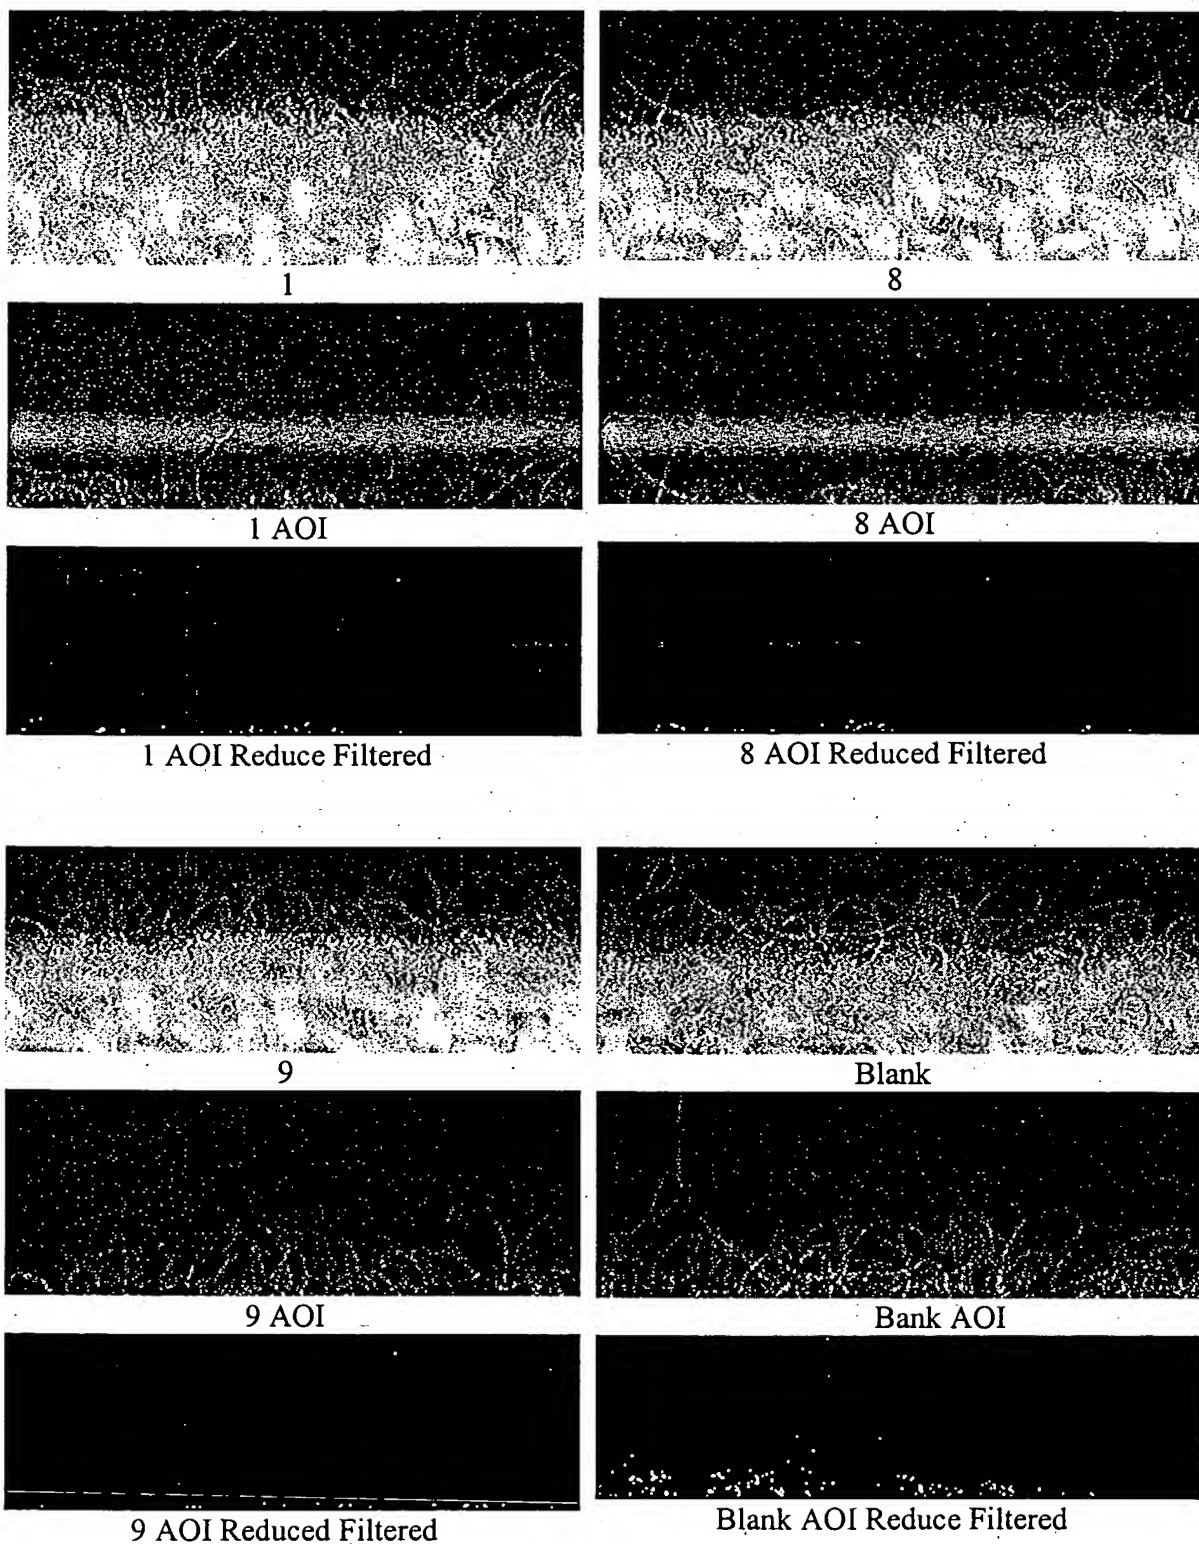 1
8
1 AOI
8 AOI
1 AOI Reduce Filtered
8 AOI Reduced Filtered
9
Blank
9 AOI
Bank AOI
9 AOI Reduced Filtered
Blank AOI Reduce Filtered